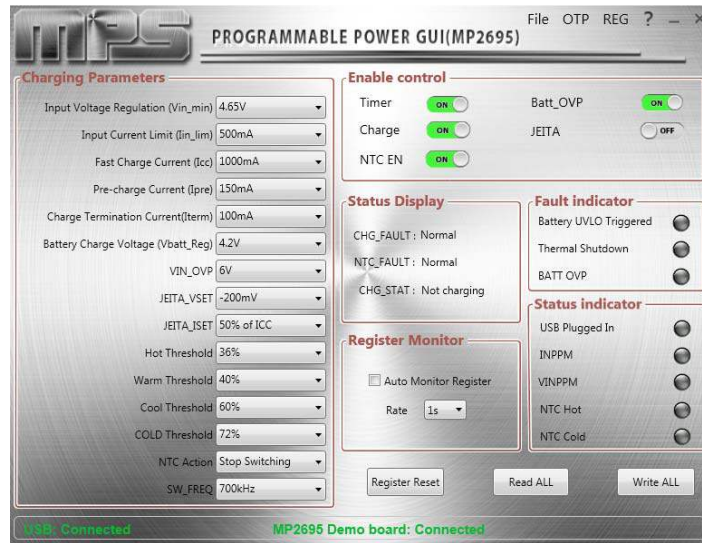 mps
PROGRAMMABLE POWER GUI(MP2695)
File OTP REG ?
Charging Parameters
Input Voltage Regulation (Vin_min) 4.65V
Input Current Limit (Iin_lim) 500mA
Fast Charge Current (Icc) 1000mA
Pre-charge Current (Ipre) 150mA
Charge Termination Current(Iterm) 100mA
Battery Charge Voltage (Vbatt_Reg) 4.2V
VIN_OVP 6V
JEITA_VSET -200mV
JEITA_ISET 50% of ICC
Hot Threshold 36%
Warm Threshold 40%
Cool Threshold 60%
COLD Threshold 72%
NTC Action Stop Switching
SW_FREQ 700kHz
Enable control
Timer ON Batt_OVP ON
Charge ON JEITA OFF
NTC EN ON
Status Display
CHG_FAULT : Normal
NTC_FAULT : Normal
CHG_STAT : Not charging
Fault indicator
Battery UVLO Triggered
Thermal Shutdown
BATT OVP
Status indicator
USB Plugged In
INPPM
VINPPM
NTC Hot
NTC Cold
Register Monitor
Auto Monitor Register
Rate 1s
Register Reset Read ALL Write ALL
USB: Connected MP2695 Demo board: Connected